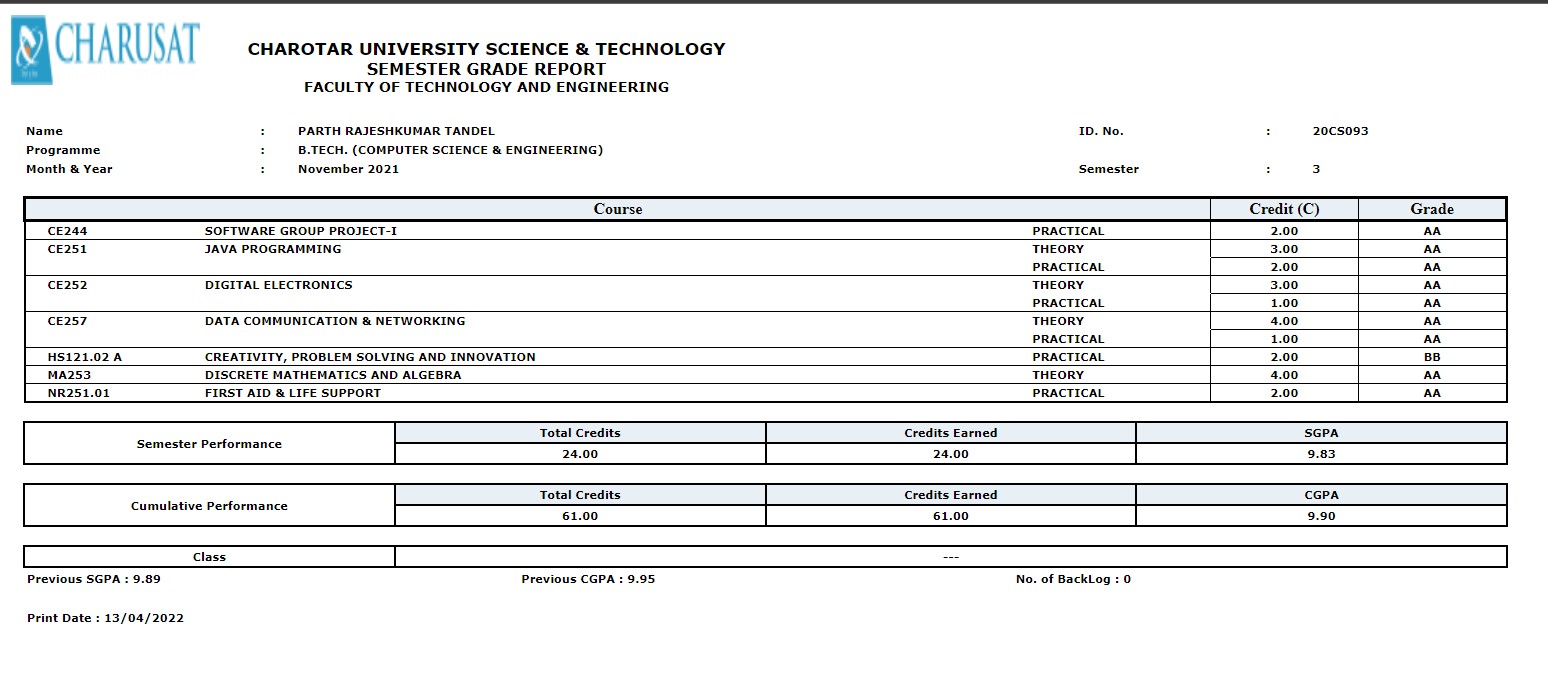 CHARUSAT
CHAROTAR UNIVERSITY SCIENCE & TECHNOLOGY
SEMESTER GRADE REPORT
FACULTY OF TECHNOLOGY AND ENGINEERING
Name : PARTH RAJESHKUMAR TANDEL ID. No. : 20CS093
Programme : B.TECH. (COMPUTER SCIENCE & ENGINEERING)
Month & Year : November 2021 Semester : 3
Course Credit (C) Grade
CE244 SOFTWARE GROUP PROJECT-I PRACTICAL 2.00 AA
CE251 JAVA PROGRAMMING THEORY 3.00 AA
PRACTICAL 2.00 AA
CE252 DIGITAL ELECTRONICS THEORY 3.00 AA
PRACTICAL 1.00 AA
CE257 DATA COMMUNICATION & NETWORKING THEORY 4.00 AA
PRACTICAL 1.00 AA
HS121.02 A CREATIVITY, PROBLEM SOLVING AND INNOVATION PRACTICAL 2.00 BB
MA253 DISCRETE MATHEMATICS AND ALGEBRA THEORY 4.00 AA
NR251.01 FIRST AID & LIFE SUPPORT PRACTICAL 2.00 AA
Semester Performance
Total Credits Credits Earned SGPA
24.00 24.00 9.83
Cumulative Performance
Total Credits Credits Earned CGPA
61.00 61.00 9.90
Class ---
Previous SGPA : 9.89 Previous CGPA : 9.95 No. of BackLog : 0
Print Date : 13/04/2022